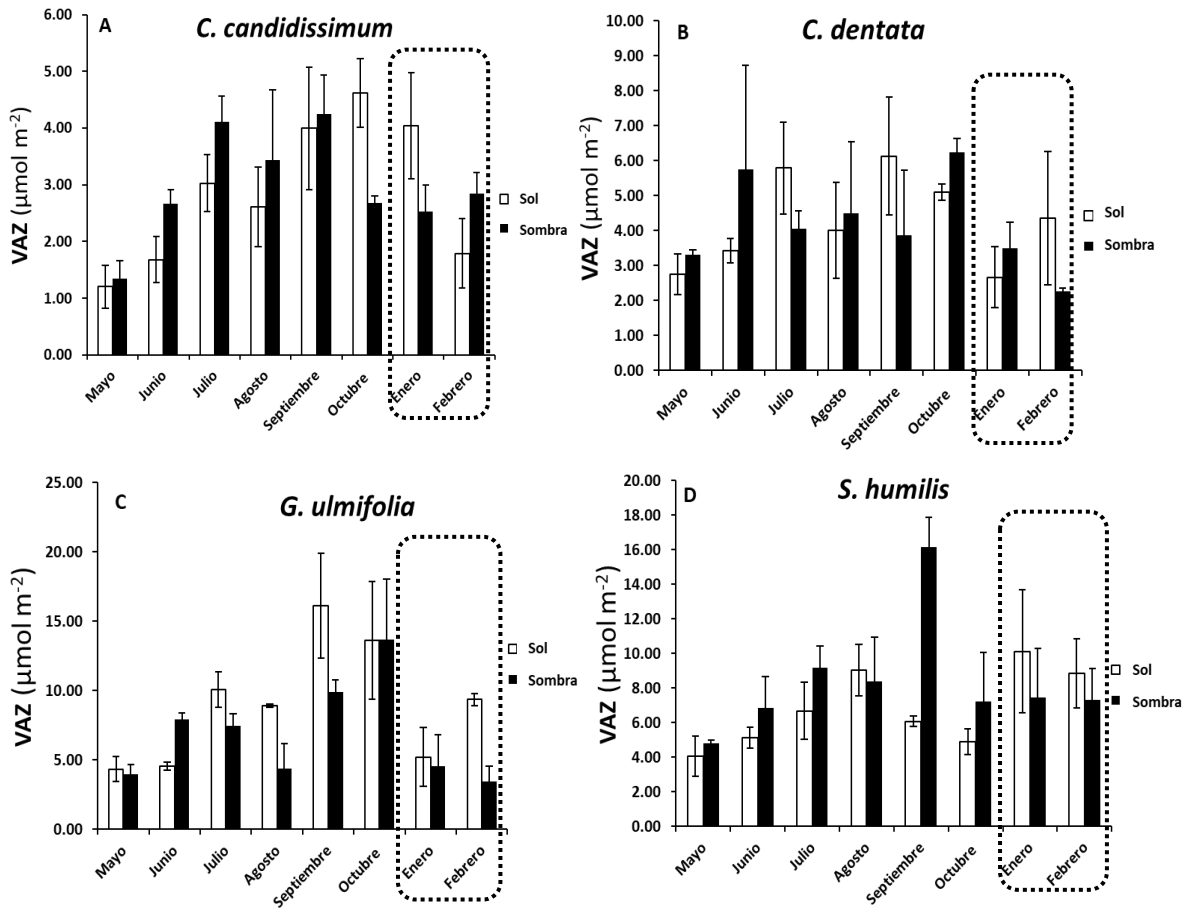 A
C. candidissimum
VAZ (µmol m-2)
6.00
5.00
4.00
3.00
2.00
1.00
0.00
Sol
Sombra
Mayo
Junio
Julio
Agosto
Septiembre
Octubre
Enero
Febrero
B
C. dentata
VAZ (µmol m-2)
10.00
9.00
8.00
7.00
6.00
5.00
4.00
3.00
2.00
1.00
0.00
Sol
Sombra
Mayo
Junio
Julio
Agosto
Septiembre
Octubre
Enero
Febrero
C
G. ulmifolia
VAZ (µmol m-2)
25.00
20.00
15.00
10.00
5.00
0.00
Sol
Sombra
Mayo
Junio
Julio
Agosto
Septiembre
Octubre
Enero
Febrero
D
S. humilis
VAZ (µmol m-2)
20.00
18.00
16.00
14.00
12.00
10.00
8.00
6.00
4.00
2.00
0.00
Sol
Sombra
Mayo
Junio
Julio
Agosto
Septiembre
Octubre
Enero
Febrero